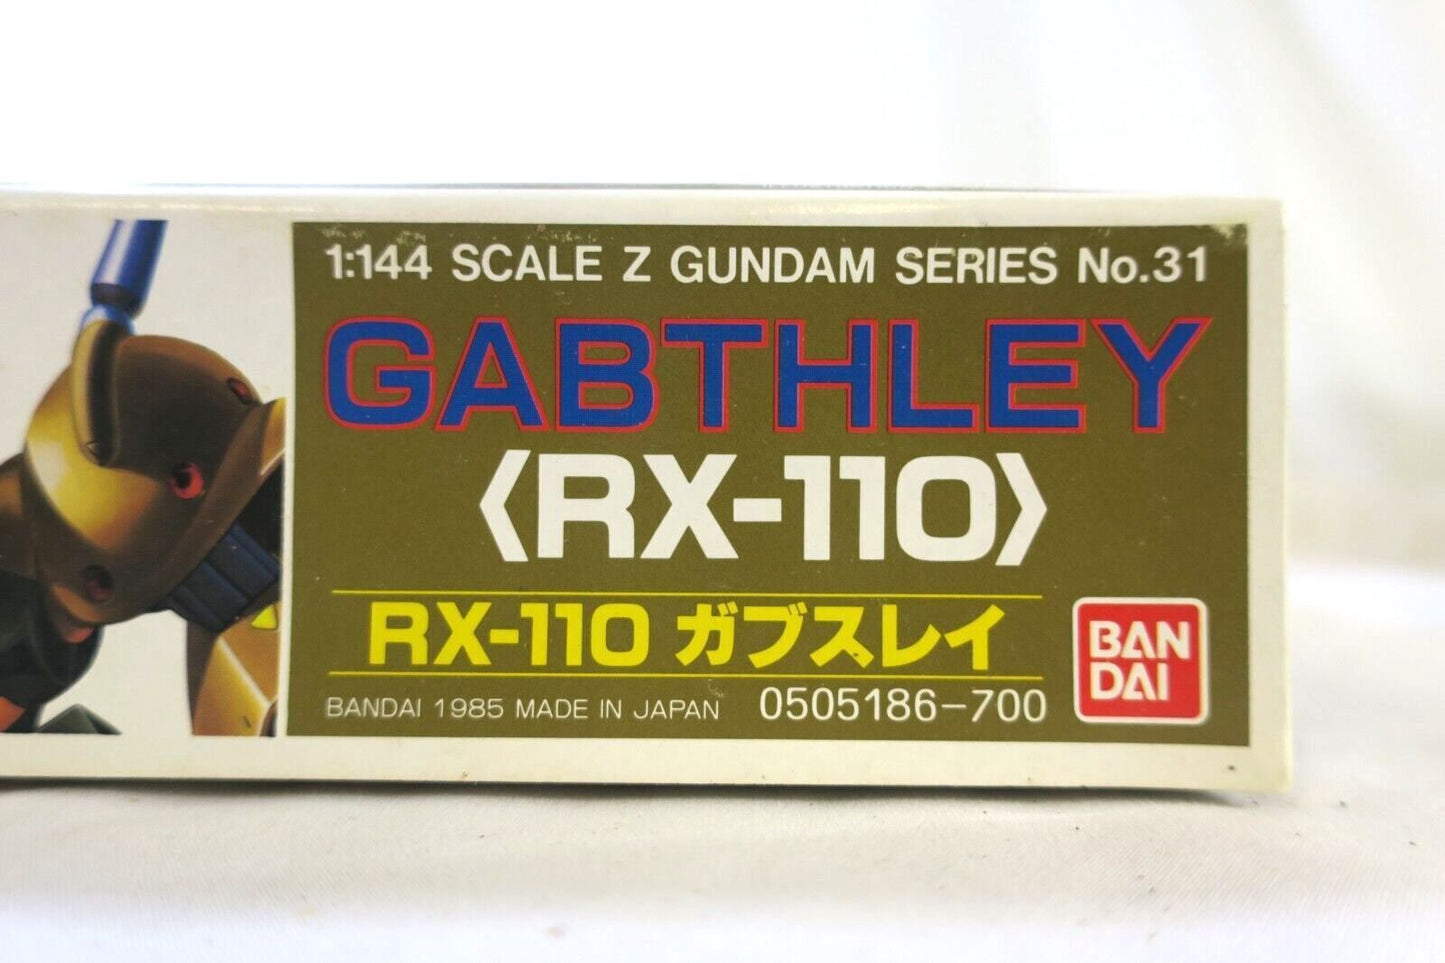 1:144 SCALE Z GUNDAM SERIES No.31
GABTHLEY
〈RX-110〉
RX-110 ガブスレイ
BANDAI 1985 MADE IN JAPAN 0505186-700
BAN
DAI